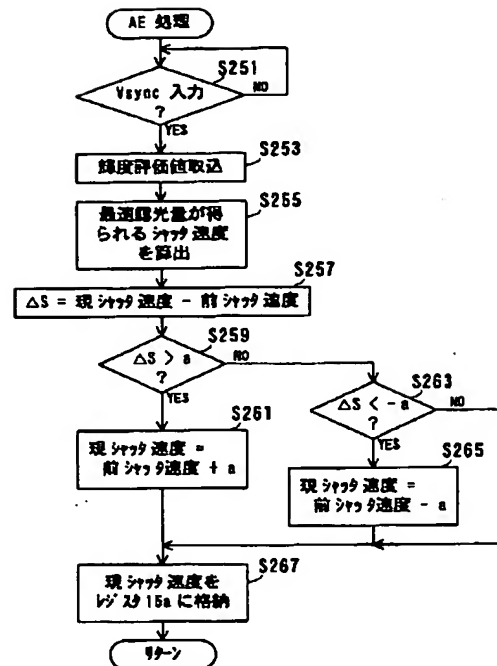 AE 処理
S251
Vsync 入力
?
NO
YES
S253
輝度評価値取込
S255
最適露光量が得
られる シャッタ 速度
を算出
S257
△S = 現 シャッタ 速度 - 前 シャッタ 速度
S259
△S > a
?
NO
YES
S263
△S < -a
?
NO
YES
S261
現 シャッタ 速度 =
前 シャッタ 速度 + a
S265
現 シャッタ 速度 =
前 シャッタ 速度 - a
S267
現 シャッタ 速度 を
レジスタ 15a に格納
リターン